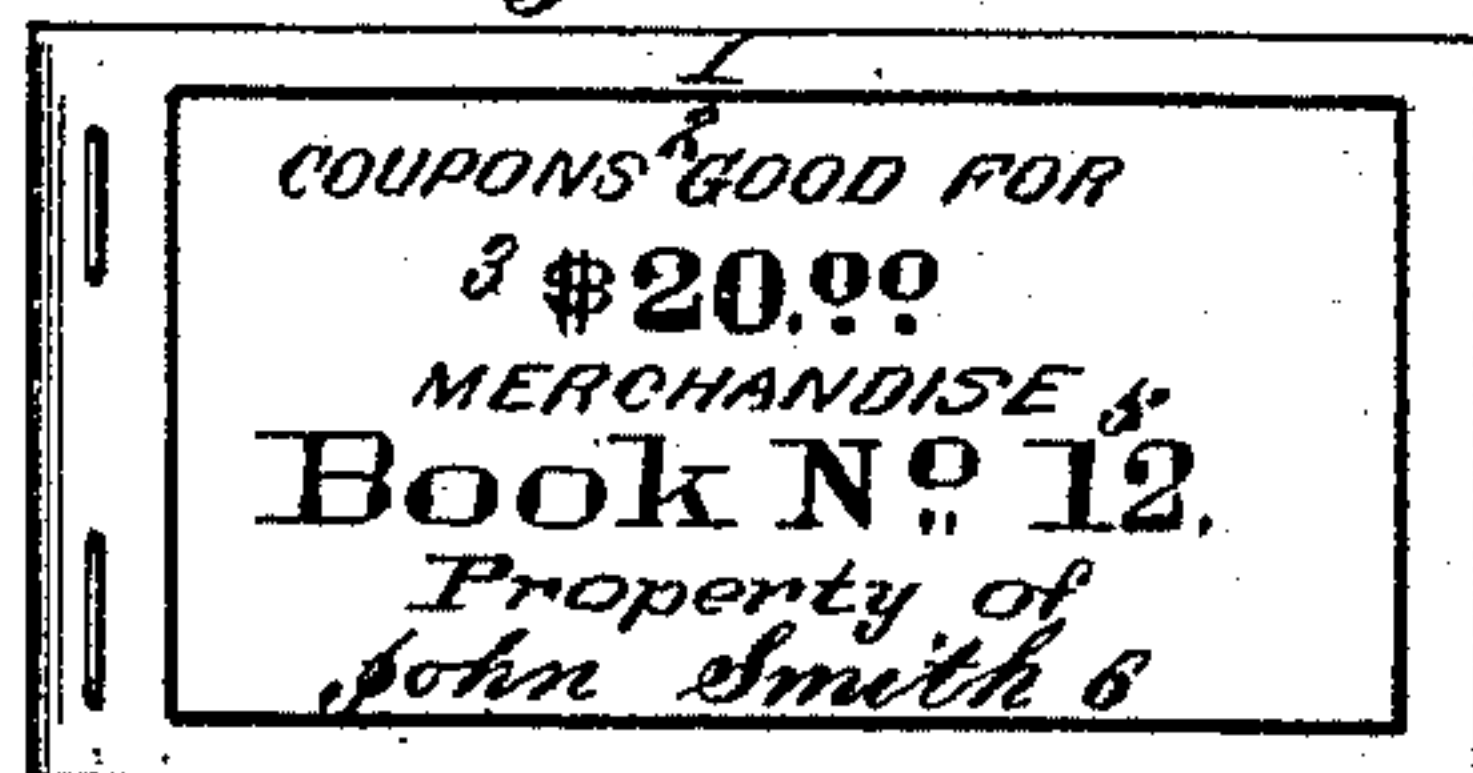 1
COUPONS 2 GOOD FOR
3 $20.00
MERCHANDISE 5
Book No 12.
Property of
John Smith 6